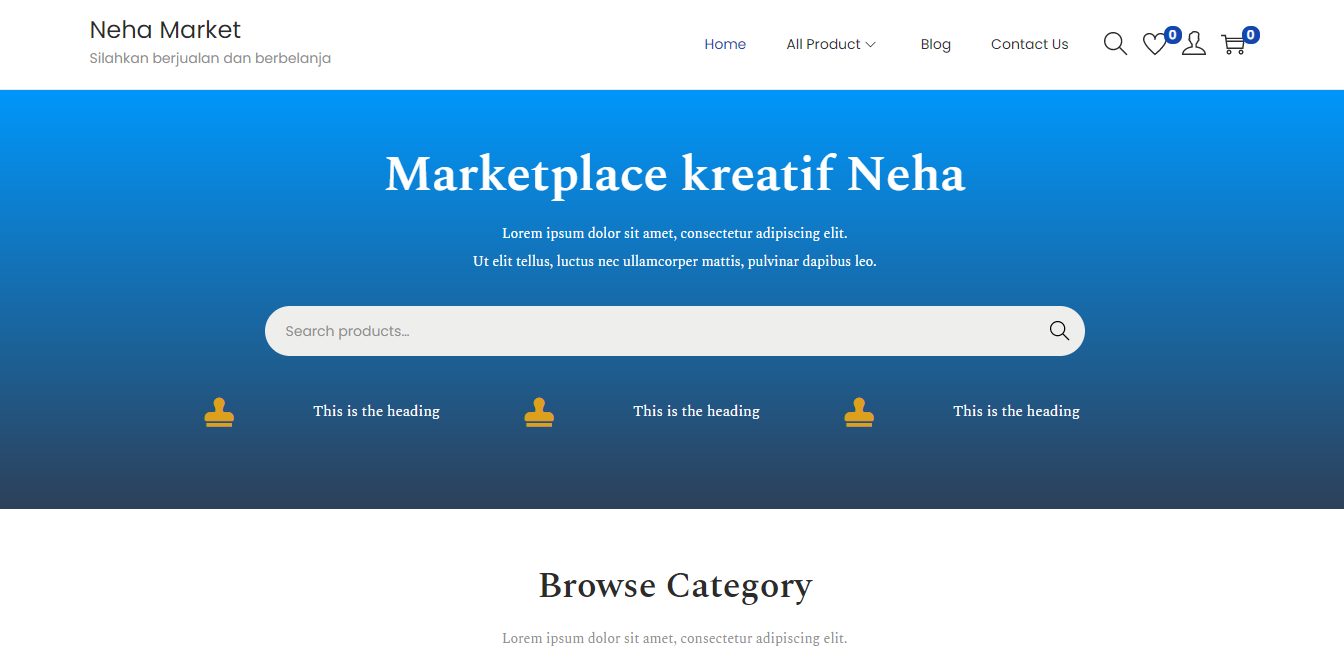 Neha Market
Silahkan berjualan dan berbelanja
Home
All Product
Blog
Contact Us
0
0
Marketplace kreatif Neha
Lorem ipsum dolor sit amet, consectetur adipiscing elit.
Ut elit tellus, luctus nec ullamcorper mattis, pulvinar dapibus leo.
Search products…
This is the heading
This is the heading
This is the heading
Browse Category
Lorem ipsum dolor sit amet, consectetur adipiscing elit.